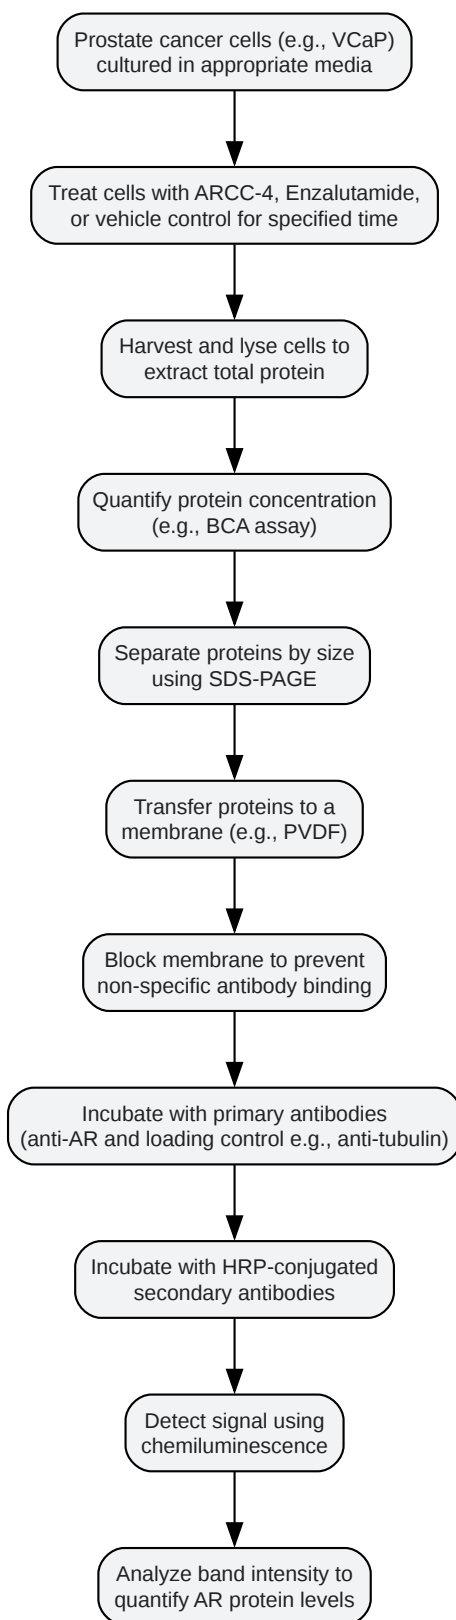 Prostate cancer cells (e.g., VCaP)
cultured in appropriate media
Treat cells with ARCC-4, Enzalutamide,
or vehicle control for specified time
Harvest and lyse cells to
extract total protein
Quantify protein concentration
(e.g., BCA assay)
Separate proteins by size
using SDS-PAGE
Transfer proteins to a
membrane (e.g., PVDF)
Block membrane to prevent
non-specific antibody binding
Incubate with primary antibodies
(anti-AR and loading control e.g., anti-tubulin)
Incubate with HRP-conjugated
secondary antibodies
Detect signal using
chemiluminescence
Analyze band intensity to
quantify AR protein levels